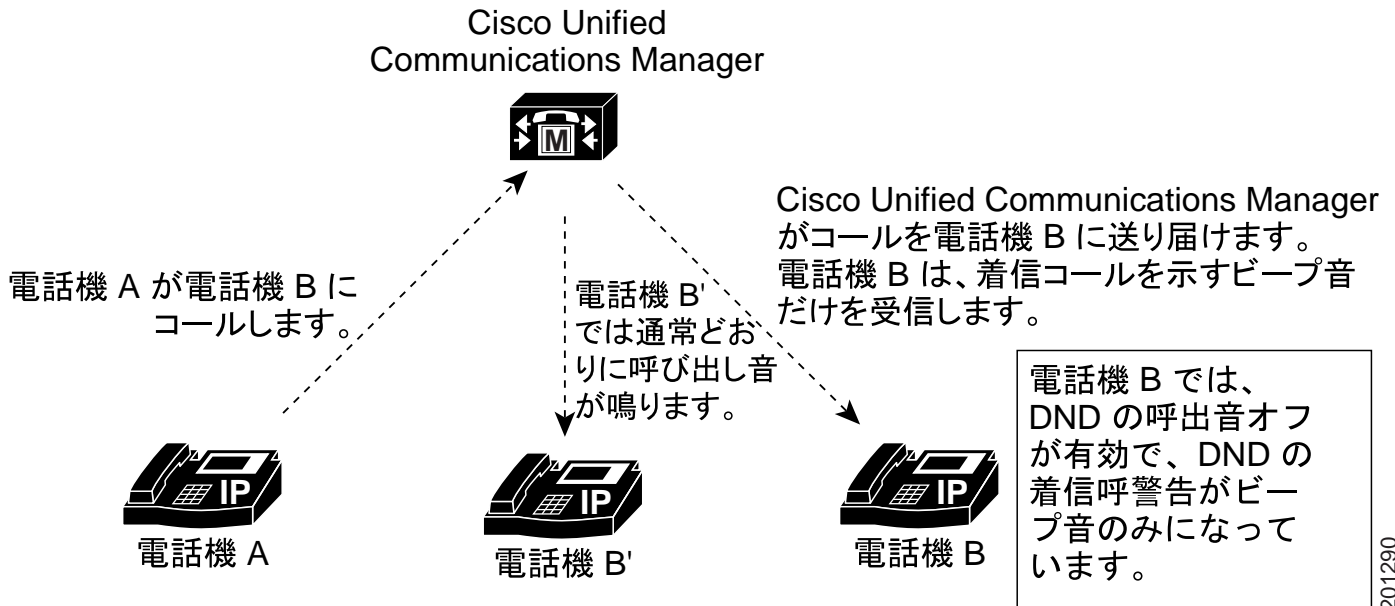 Cisco Unified
Communications Manager
M
Cisco Unified Communications Manager
がコールを電話機 B に送り届けます。
電話機 B は、着信コールを示すビープ音
だけを受信します。
電話機 A が電話機 B に
コールします。
電話機 B'
では通常どお
りに呼び出し音
が鳴ります。
電話機 B では、
DND の呼出音オフ
が有効で、DND の
着信呼警告がビー
プ音のみになって
います。
IP
電話機 A
IP
電話機 B'
IP
電話機 B
201290